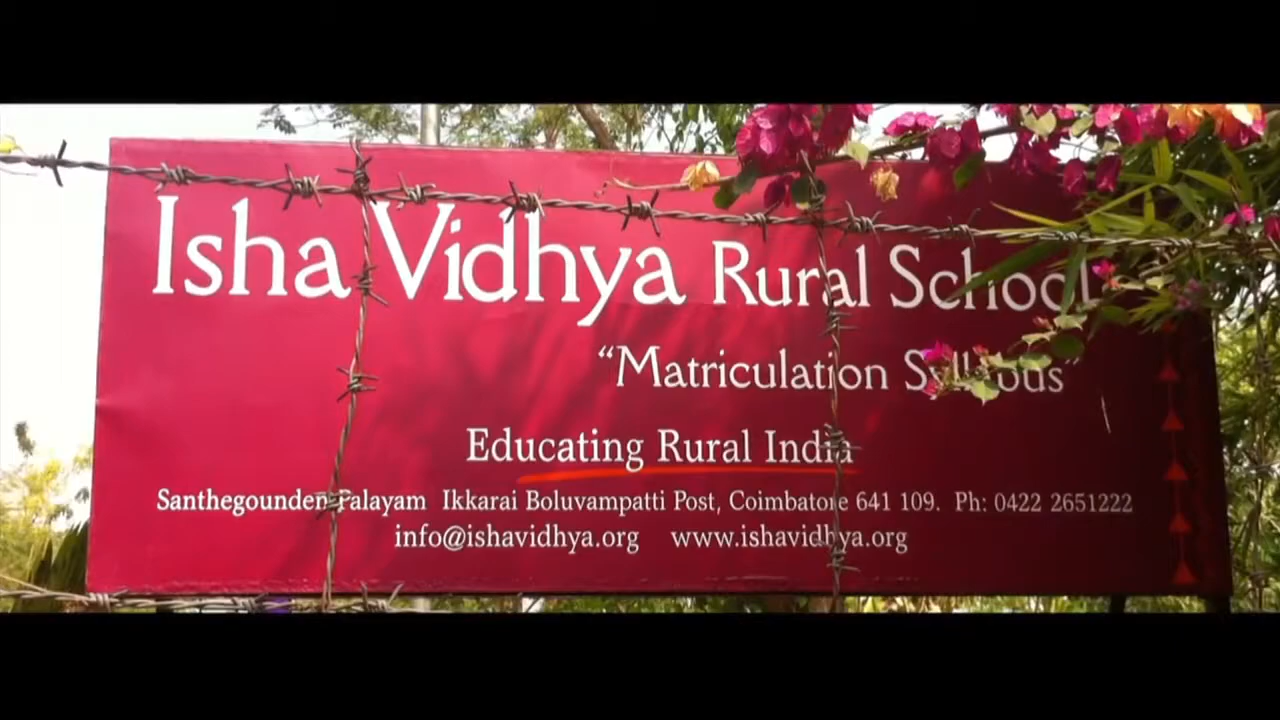 Isha Vidhya Rural School
“Matriculation Syllabus”
Educating Rural India
Santhegounden Palayam Ikkarai Boluvampatti Post, Coimbatore 641 109. Ph: 0422 2651222
info@ishavidhya.org www.ishavidhya.org